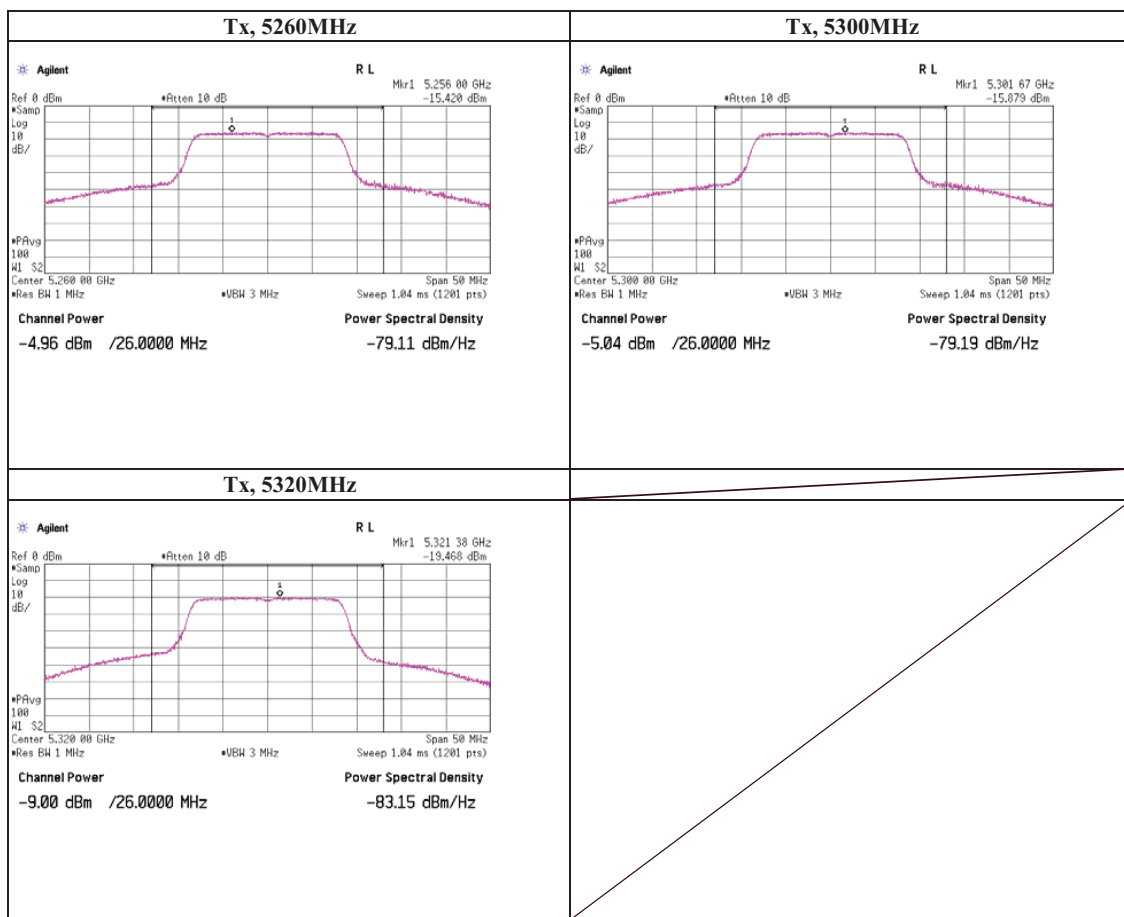 Tx, 5260MHz
Agilent R L
Mkr1 5.256 00 GHz
Ref 0 dBm *Atten 10 dB -15.420 dBm
*Samp
Log
10
dB/
1
*PAvg
100
W1 S2
Center 5.260 00 GHz Span 50 MHz
*Res BW 1 MHz *VBW 3 MHz Sweep 1.04 ms (1201 pts)
Channel Power Power Spectral Density
-4.96 dBm /26.0000 MHz -79.11 dBm/Hz
Tx, 5300MHz
Agilent R L
Mkr1 5.301 67 GHz
Ref 0 dBm *Atten 10 dB -15.879 dBm
*Samp
Log
10
dB/
1
*PAvg
100
W1 S2
Center 5.300 00 GHz Span 50 MHz
*Res BW 1 MHz *VBW 3 MHz Sweep 1.04 ms (1201 pts)
Channel Power Power Spectral Density
-5.04 dBm /26.0000 MHz -79.19 dBm/Hz
Tx, 5320MHz
Agilent R L
Mkr1 5.321 38 GHz
Ref 0 dBm *Atten 10 dB -19.468 dBm
*Samp
Log
10
dB/
1
*PAvg
100
W1 S2
Center 5.320 00 GHz Span 50 MHz
*Res BW 1 MHz *VBW 3 MHz Sweep 1.04 ms (1201 pts)
Channel Power Power Spectral Density
-9.00 dBm /26.0000 MHz -83.15 dBm/Hz